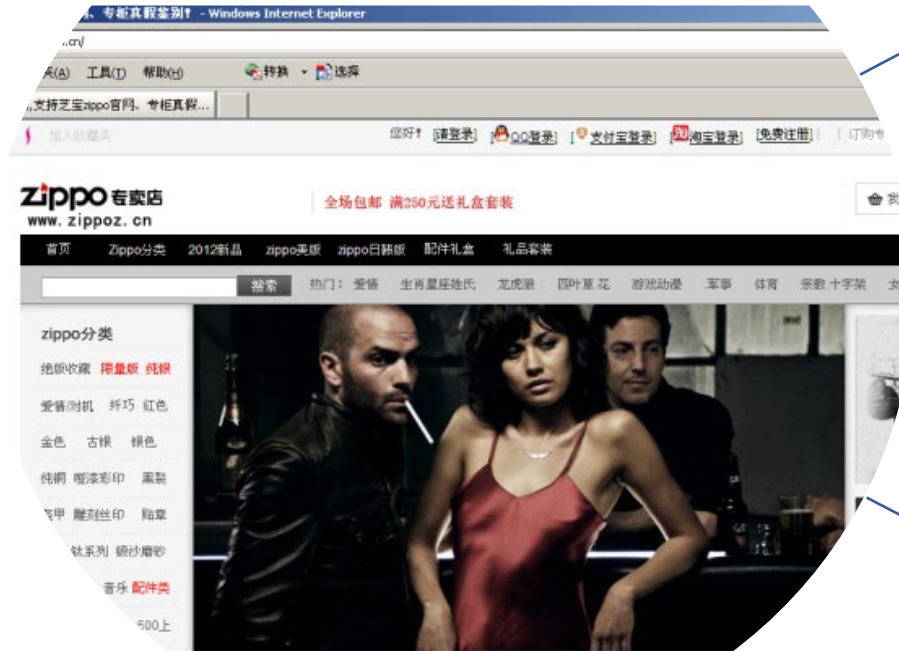 、专柜真假鉴别! - Windows Internet Explorer
.cn/
(A) 工具(T) 帮助(H) 转换 选择
支持芝宝zippo官网、专柜真假...
加入收藏夹 您好! [请登录] [QQ登录] [支付宝登录] [淘宝登录] [免费注册] 订购专
zippo 专卖店 全场包邮 满250元送礼盒套装 我
www.zippoz.cn
首页 Zippo分类 2012新品 zippo美版 zippo日韩版 配件礼盒 礼品套装
搜索 热门: 爱情 生肖星座姓氏 龙虎狼 四叶草.花 游戏动漫 军事 体育 宗教.十字架 女
zippo分类
绝版收藏 限量版 纯银
爱情/对机 纤巧 红色
金色 古银 银色
纯铜 哑漆彩印 黑裂
盔甲 雕刻丝印 贴章
钛系列 镀沙磨砂
音乐 配件类
500上